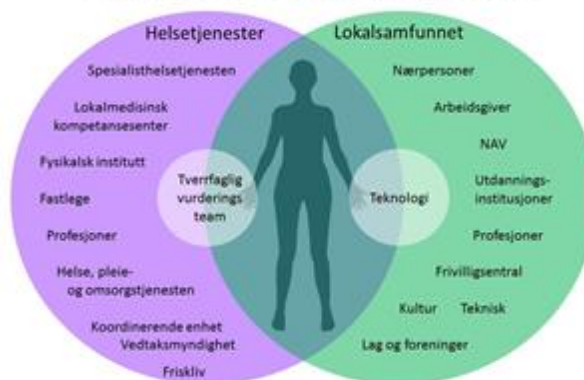 Helsetjenester
Spesialisthelsetjenesten
Lokalmedisinsk
kompetansesenter
Fysikalsk institutt
Fastlege
Profesjoner
Helse, pleie-
og omsorgstjenesten
Koordinerende enhet
Vedtaksmyndighet
Friskliv
Tverrfaglig
vurderings
team
Lokalsamfunnet
Nærpersoner
Arbeidsgiver
NAV
Utdannings-
institusjoner
Profesjoner
Frivilligsentral
Kultur Teknisk
Lag og foreninger
Teknologi